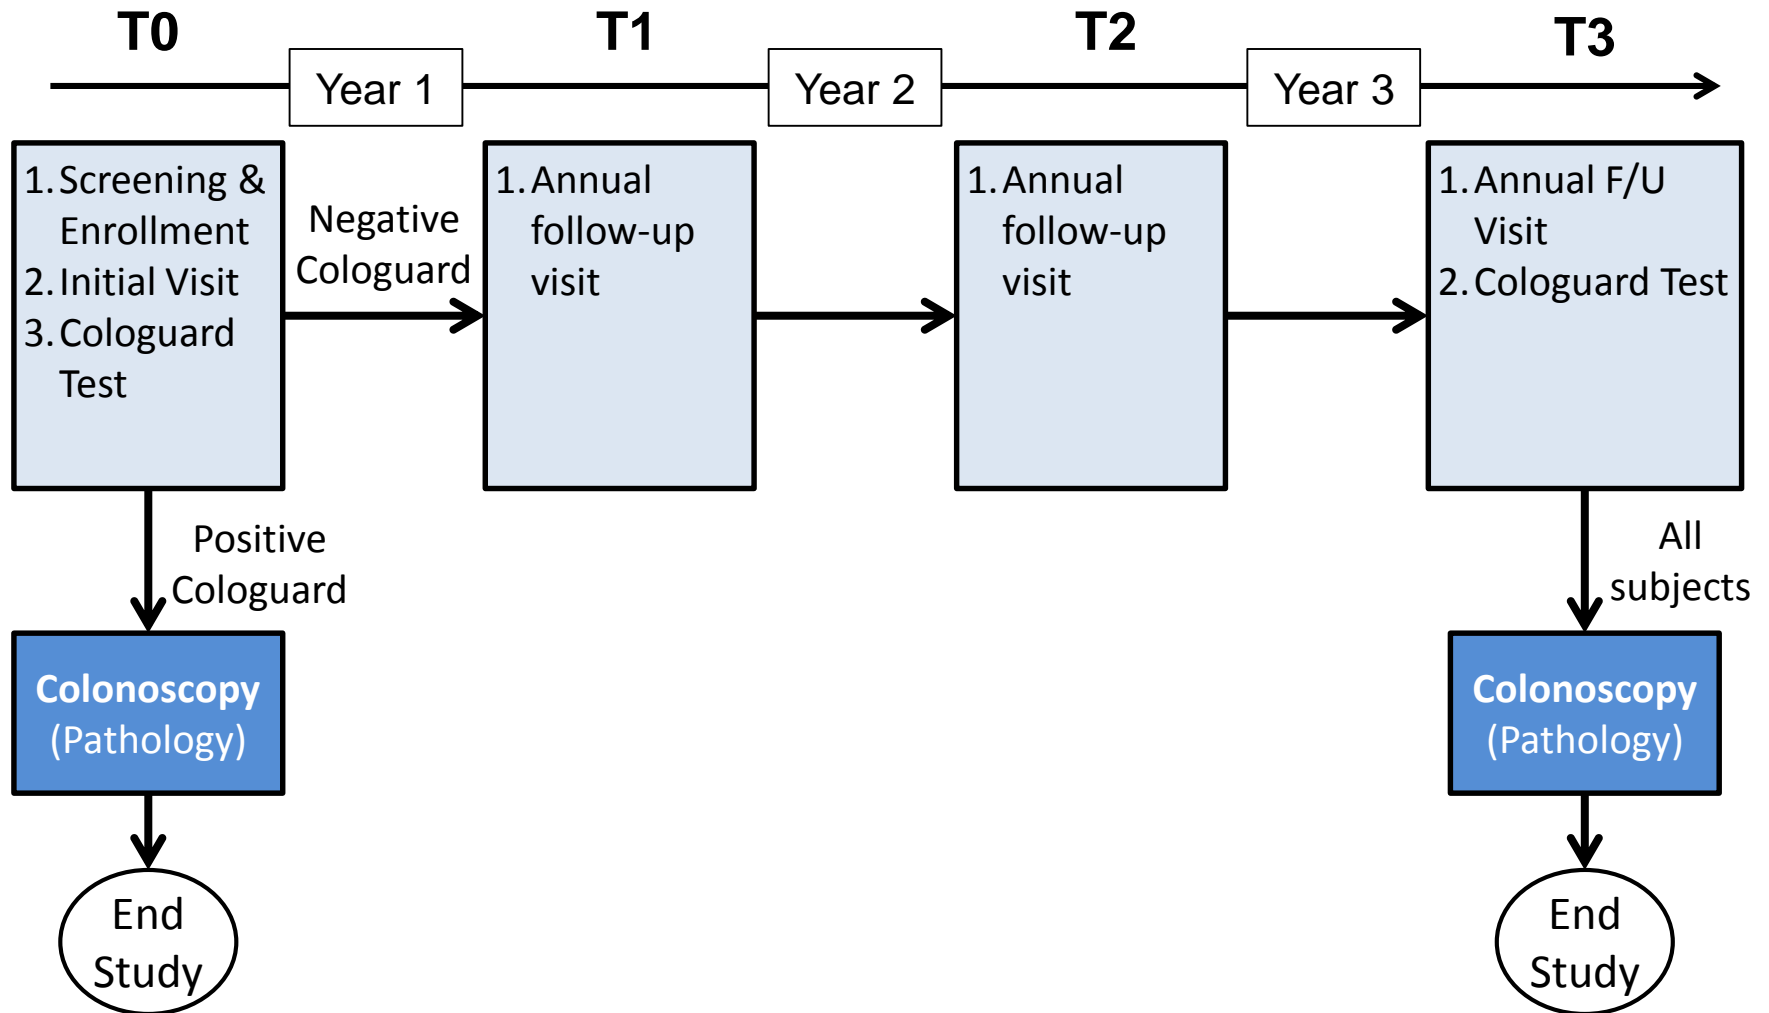 T0
T1
T2
T3
Year 1
Year 2
Year 3
1. Screening &
Enrollment
2. Initial Visit
3. Cologuard
Test
Negative
Cologuard
1. Annual
follow-up
visit
1. Annual
follow-up
visit
1. Annual F/U
Visit
2. Cologuard Test
Positive
Cologuard
All
subjects
Colonoscopy
(Pathology)
Colonoscopy
(Pathology)
End
Study
End
Study